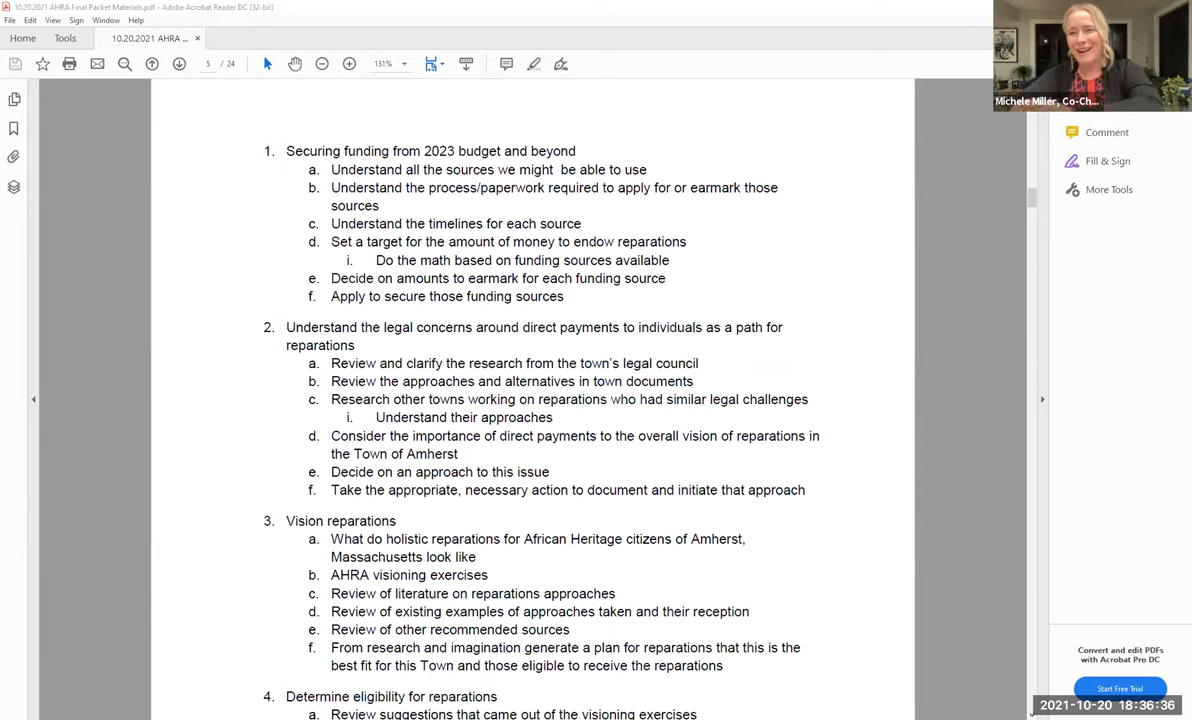 10.20.2021 AHRA Final Packet Materials.pdf - Adobe Acrobat Reader DC (32-bit)
File Edit View Sign Window Help
Home Tools 10.20.2021 AHRA ... ×
5 / 24 131%
Michele Miller, Co-Ch...
Comment
Fill & Sign
More Tools
1. Securing funding from 2023 budget and beyond
a. Understand all the sources we might be able to use
b. Understand the process/paperwork required to apply for or earmark those
sources
c. Understand the timelines for each source
d. Set a target for the amount of money to endow reparations
i. Do the math based on funding sources available
e. Decide on amounts to earmark for each funding source
f. Apply to secure those funding sources
2. Understand the legal concerns around direct payments to individuals as a path for
reparations
a. Review and clarify the research from the town's legal council
b. Review the approaches and alternatives in town documents
c. Research other towns working on reparations who had similar legal challenges
i. Understand their approaches
d. Consider the importance of direct payments to the overall vision of reparations in
the Town of Amherst
e. Decide on an approach to this issue
f. Take the appropriate, necessary action to document and initiate that approach
3. Vision reparations
a. What do holistic reparations for African Heritage citizens of Amherst,
Massachusetts look like
b. AHRA visioning exercises
c. Review of literature on reparations approaches
d. Review of existing examples of approaches taken and their reception
e. Review of other recommended sources
f. From research and imagination generate a plan for reparations that this is the
best fit for this Town and those eligible to receive the reparations
4. Determine eligibility for reparations
a. Review suggestions that came out of the visioning exercises
Convert and edit PDFs
with Acrobat Pro DC
Start Free Trial
2021-10-20 18:36:36